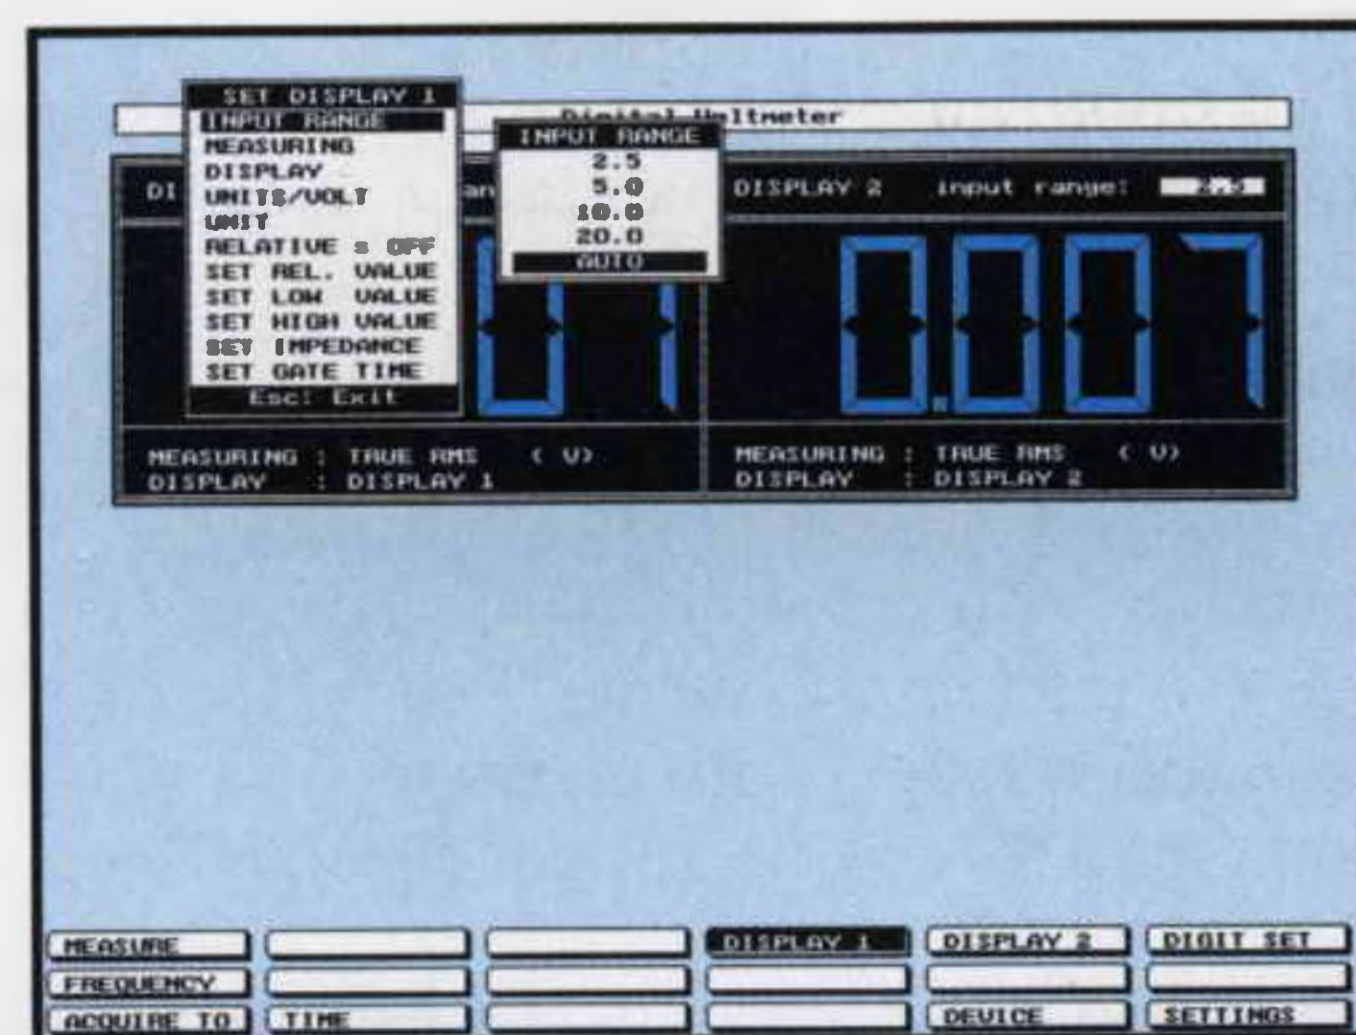 SET DISPLAY 1
INPUT RANGE
MEASURING
DISPLAY
UNITS/VOLT
UNIT
RELATIVE : OFF
SET REL. VALUE
SET LOW VALUE
SET HIGH VALUE
SET IMPEDANCE
SET GATE TIME
Esc: Exit
Digital Voltmeter
INPUT RANGE
2.5
5.0
10.0
20.0
AUTO
DISPLAY 2 input range: 2.5
0.007
MEASURING : TRUE RMS ( V)
DISPLAY : DISPLAY 1
MEASURING : TRUE RMS ( V)
DISPLAY : DISPLAY 2
MEASURE DISPLAY 1 DISPLAY 2 DIGIT SET
FREQUENCY
ACQUIRE TO TIME DEVICE SETTINGS